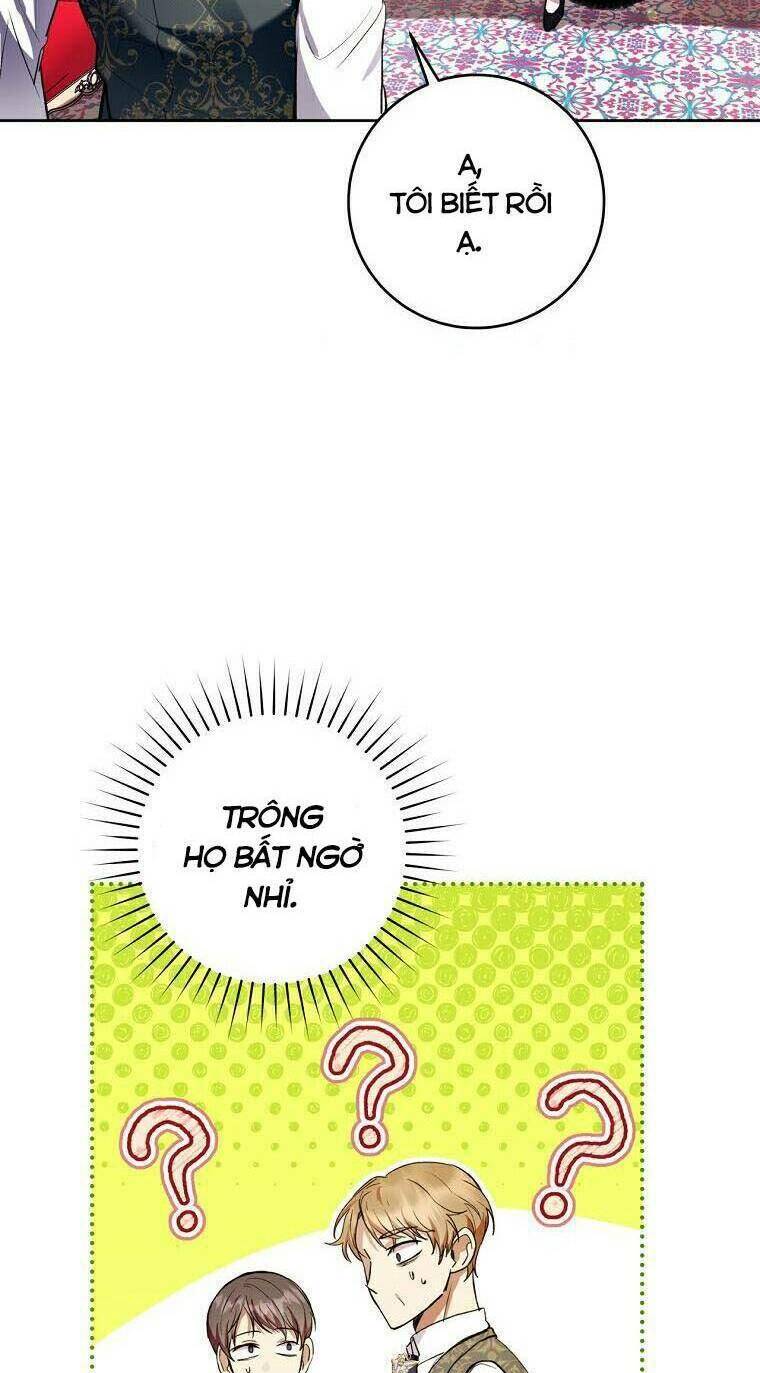 A,
TÔI BIẾT RỒI
Ạ.
TRÔNG
HỌ BẤT NGỜ
NHỈ.
?
?
?